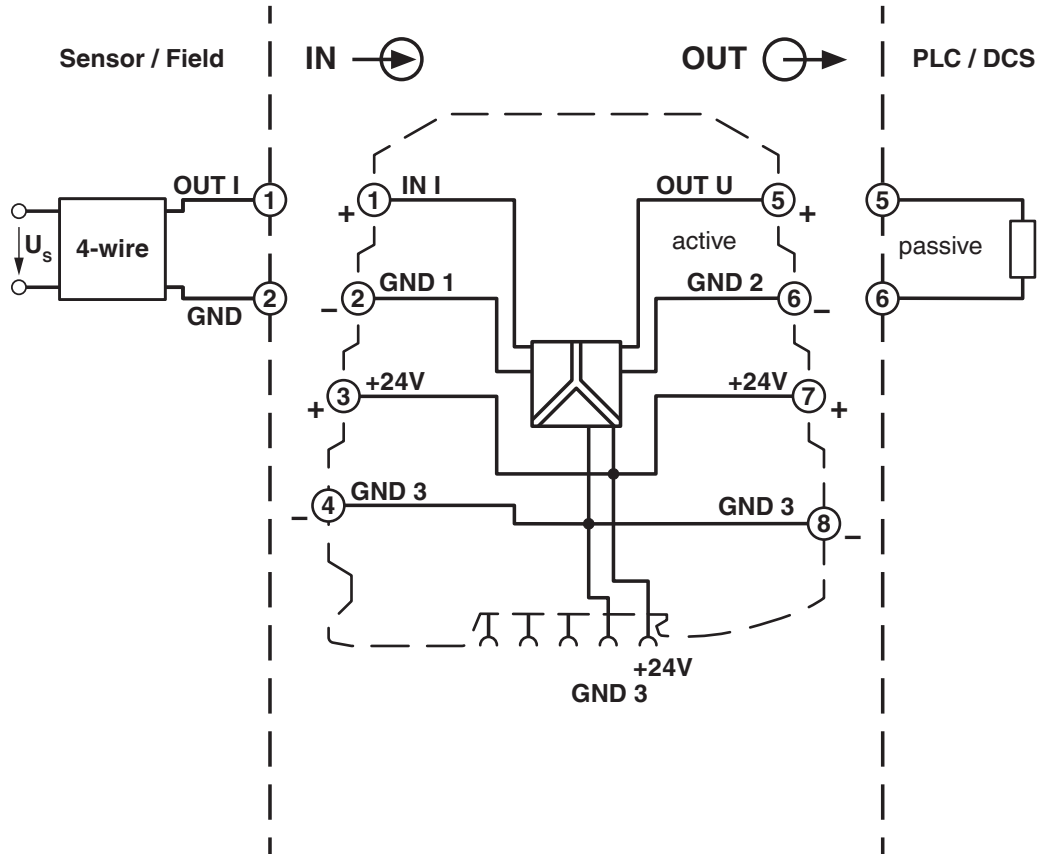 Sensor / Field
IN
OUT
PLC / DCS
OUT I
1
1
IN I
OUT U
5
5
+
+
U_S
4-wire
active
passive
GND 1
GND 2
2
2
6
6
–
–
GND
+24V
+24V
3
7
+
+
GND 3
GND 3
4
8
–
–
+24V
GND 3